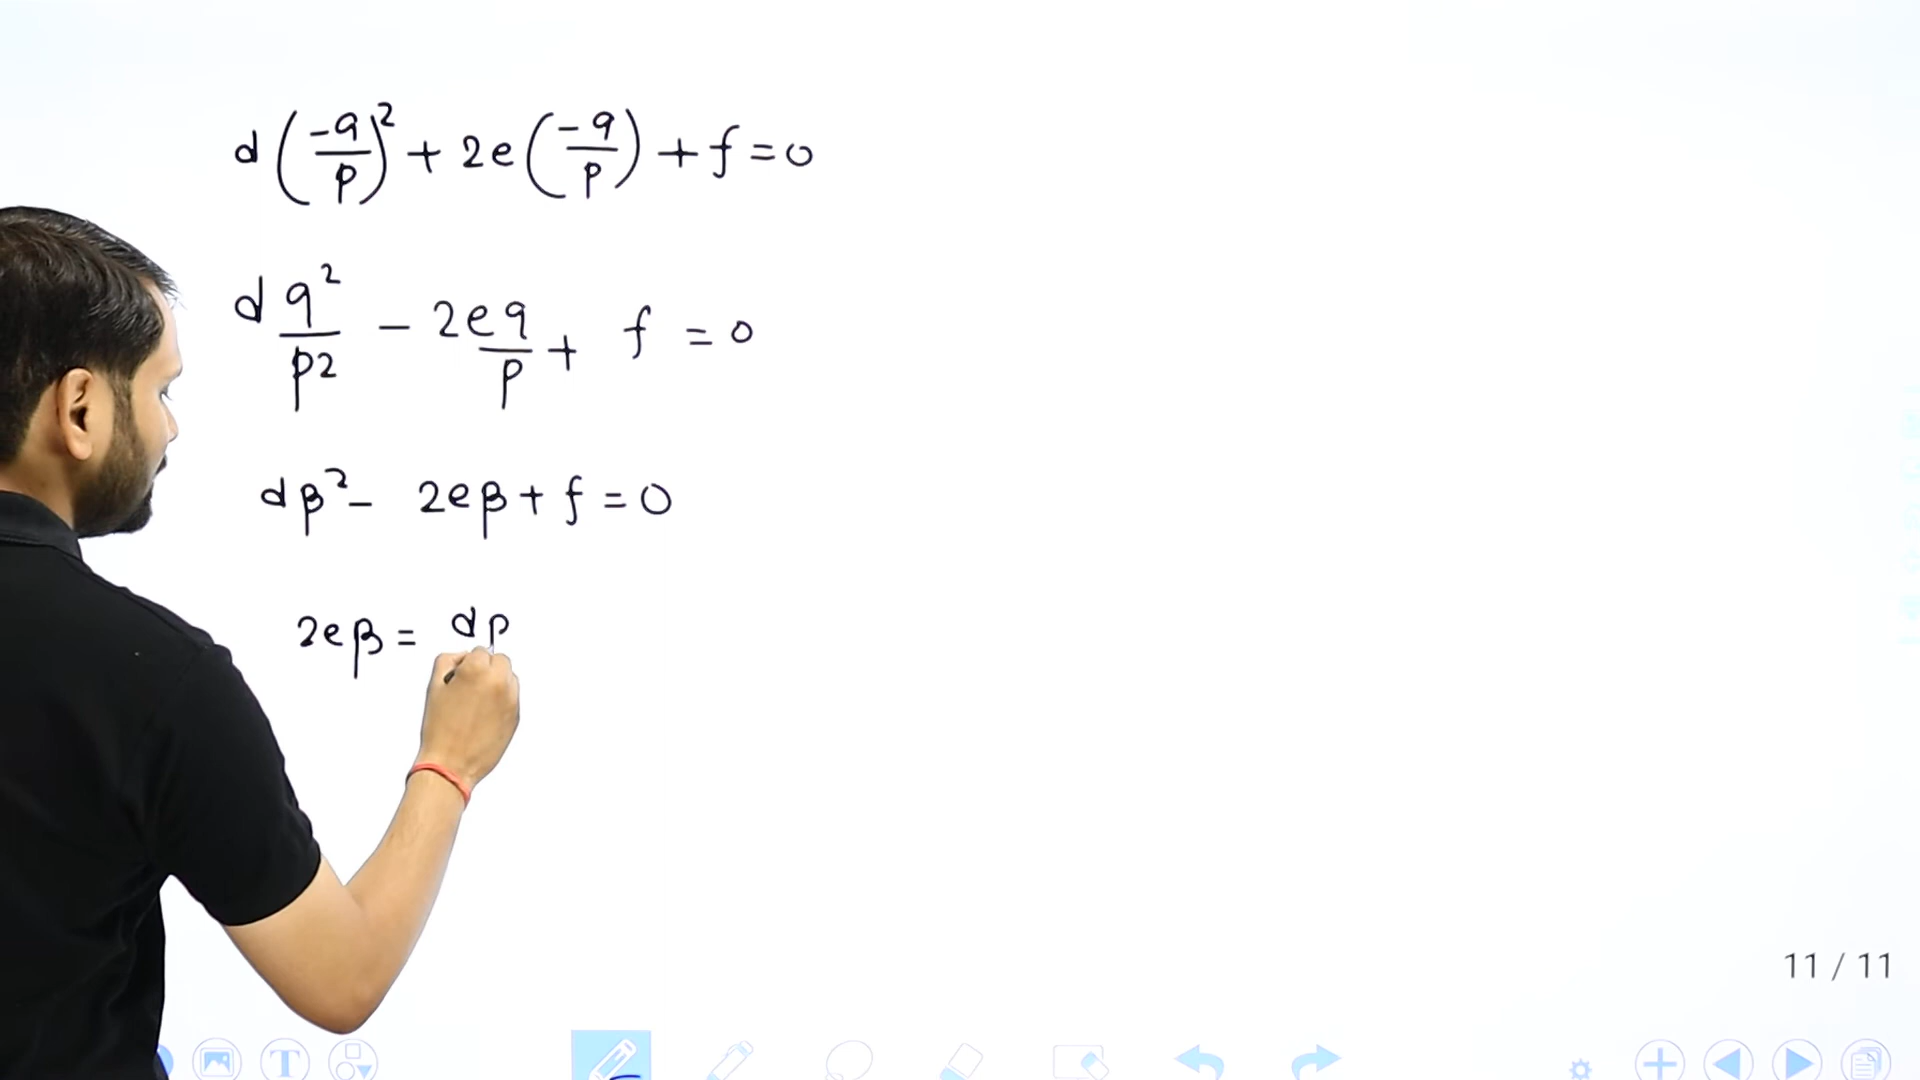 d(-q/p)² + 2e(-q/p) + f = 0
d q²/p² - 2eq/p + f = 0
dβ² - 2eβ + f = 0
2eβ = dβ
11 / 11
T